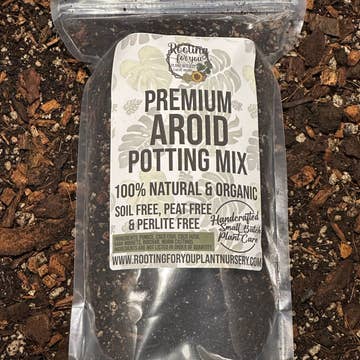 Rooting
for you
PREMIUM
AROID
POTTING MIX
100% NATURAL & ORGANIC
SOIL FREE, PEAT FREE
& PERLITE FREE
Handcrafted
Small Batch
Plant Care
WWW.ROOTINGFORYOUPLANTNURSERY.COM